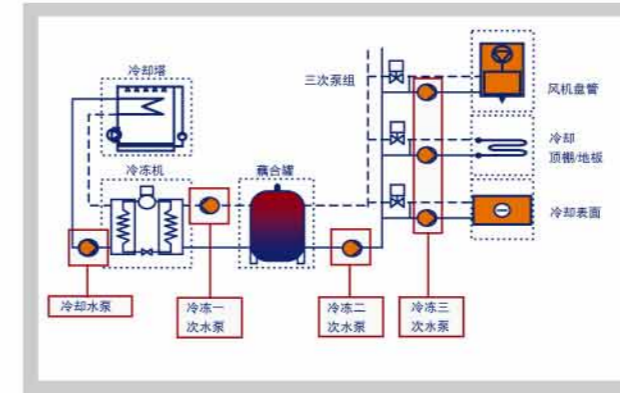 冷却塔
三次泵组
风机盘管
冷却
顶棚/地板
冷冻机
藕合罐
冷却表面
冷却水泵
冷冻一
次水泵
冷冻二
次水泵
冷冻三
次水泵